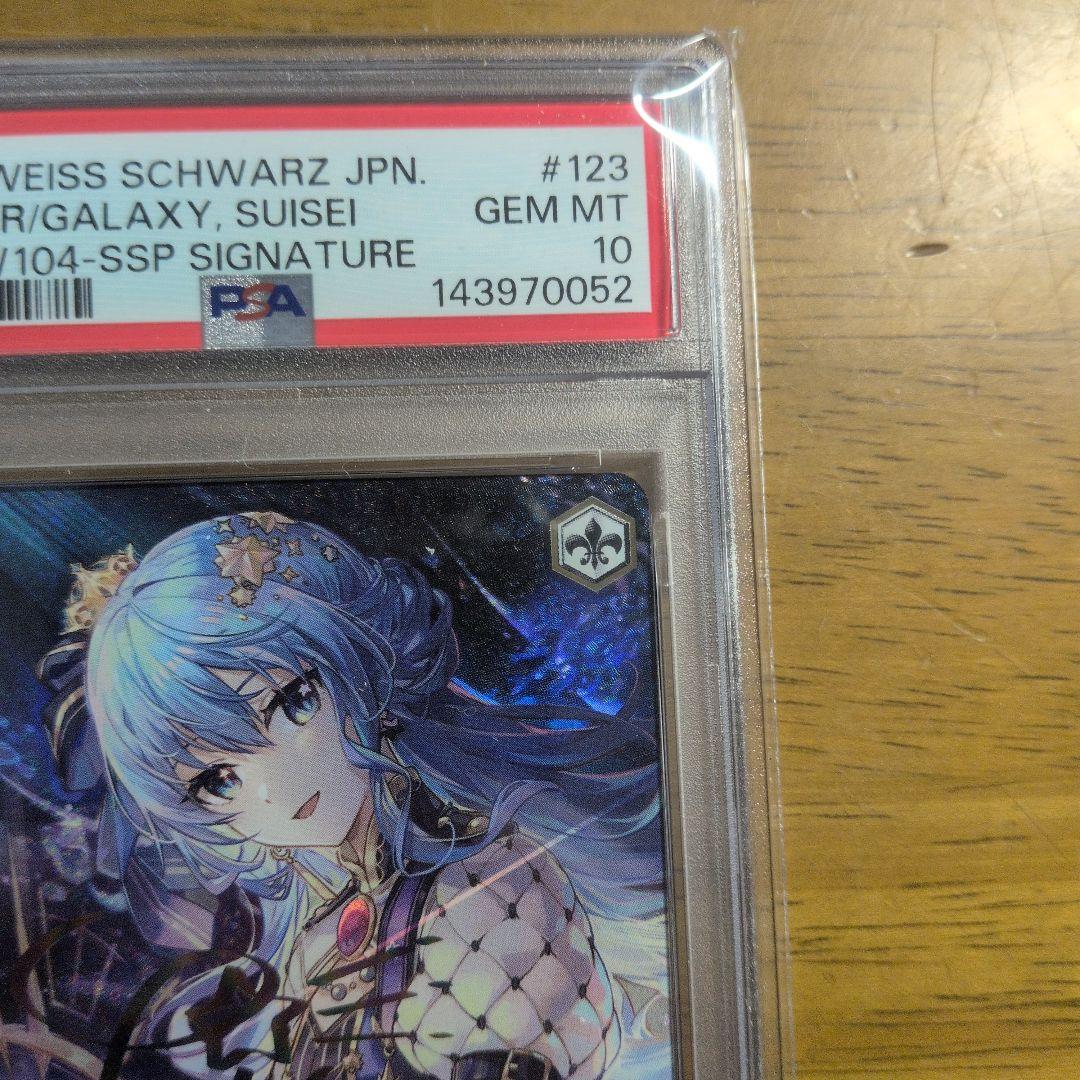 WEISS SCHWARZ JPN. #123
R/GALAXY, SUISEI GEM MT
/104-SSP SIGNATURE 10
143970052
PSA